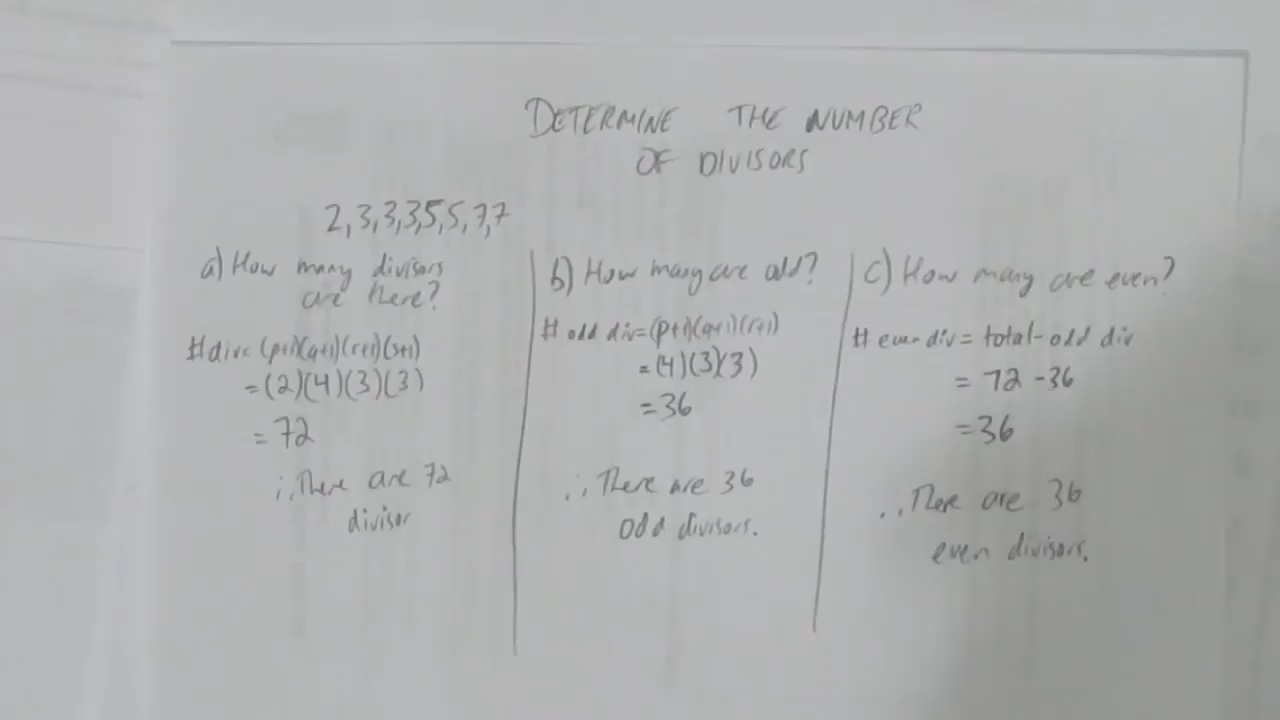 DETERMINE THE NUMBER
OF DIVISORS
2,3,3,3,5,5,7,7
a) How many divisors
are there?
# div = (p+1)(q+1)(r+1)(s+1)
= (2)(4)(3)(3)
= 72
∴ There are 72
divisor
b) How many are odd?
# odd div = (p+1)(q+1)(r+1)
= (4)(3)(3)
= 36
∴ There are 36
odd divisors.
c) How many are even?
# even div = total - odd div
= 72 - 36
= 36
∴ There are 36
even divisors.